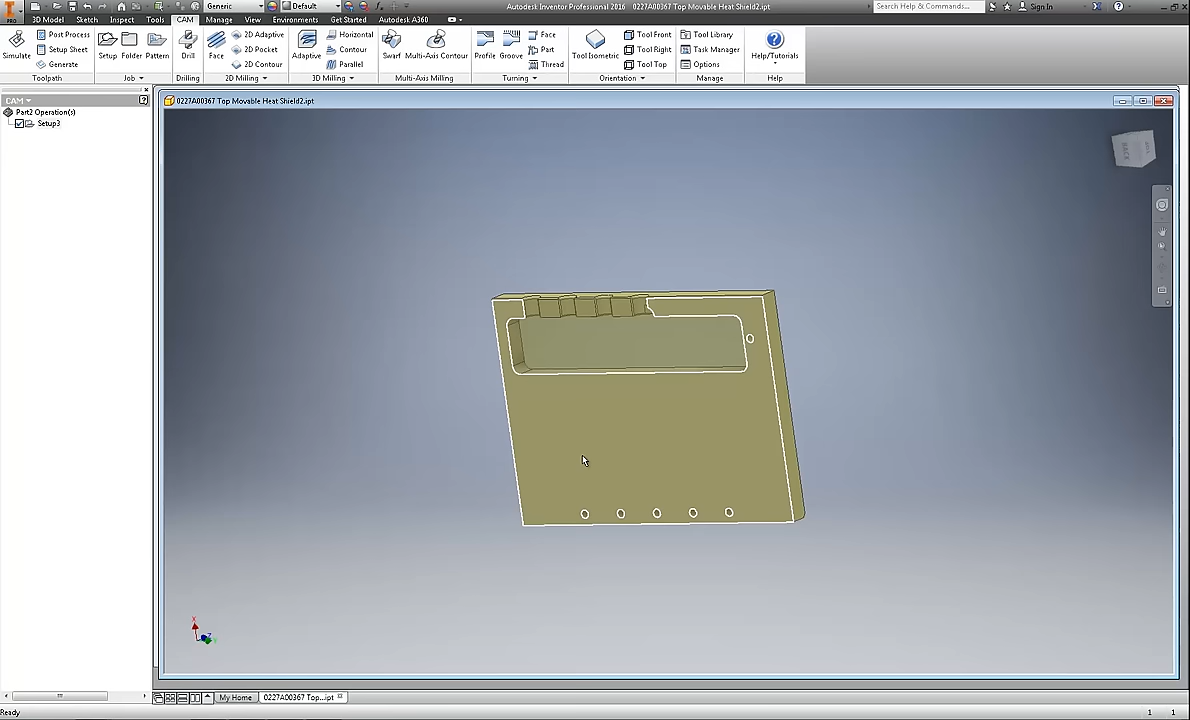 PRO
Generic
Default
Autodesk Inventor Professional 2016 0227A00367 Top Movable Heat Shield2.ipt
Search Help & Commands...
Sign In
3D Model
Sketch
Inspect
Tools
CAM
Manage
View
Environments
Get Started
Autodesk A360
Simulate
Post Process
Setup Sheet
Generate
Setup
Folder
Pattern
Drill
Face
2D Adaptive
2D Pocket
2D Contour
Adaptive
Horizontal
Contour
Parallel
Swarf
Multi-Axis Contour
Profile
Groove
Face
Part
Thread
Tool Isometric
Tool Front
Tool Right
Tool Top
Tool Library
Task Manager
Options
Help/Tutorials
Toolpath
Job
Drilling
2D Milling
3D Milling
Multi-Axis Milling
Turning
Orientation
Manage
Help
CAM
Part2 Operation(s)
Setup3
0227A00367 Top Movable Heat Shield2.ipt
BACK
X
My Home
0227A00367 Top...ipt
Ready
1
1